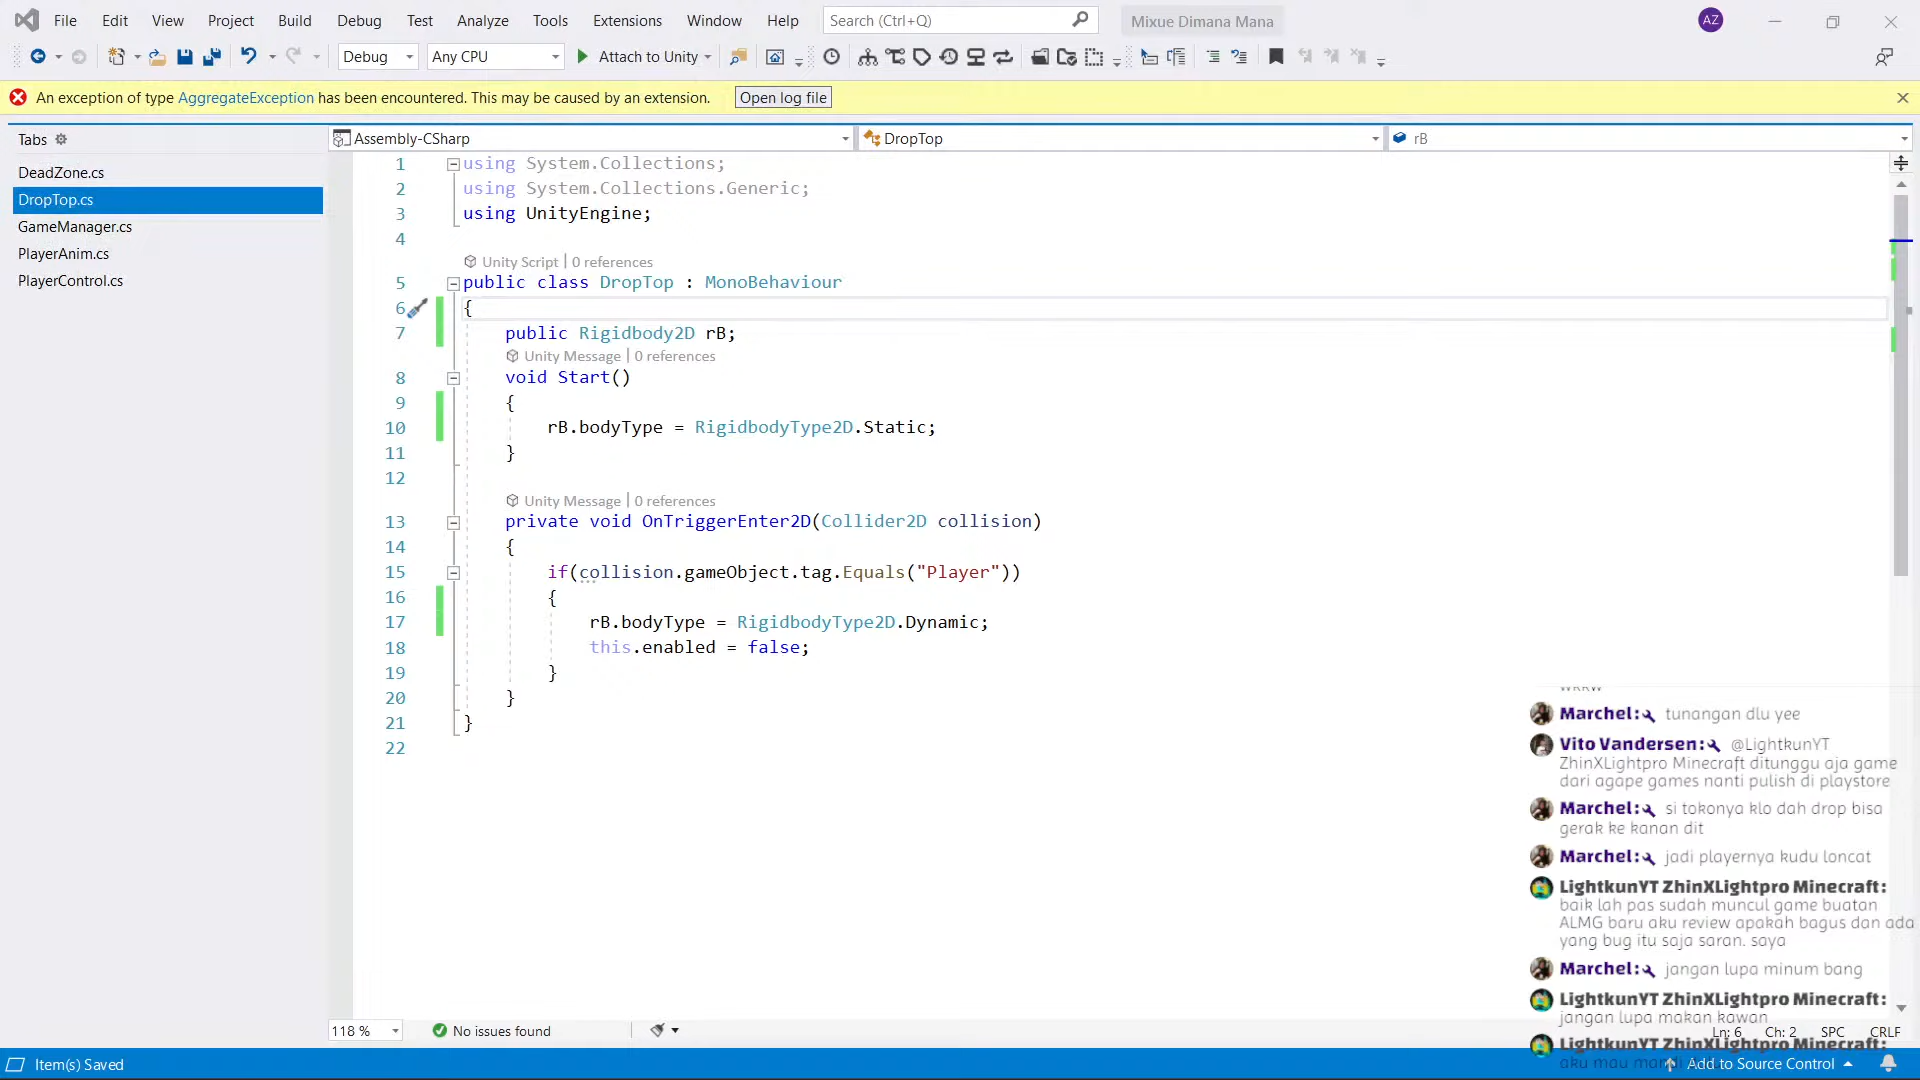 File Edit View Project Build Debug Test Analyze Tools Extensions Window Help Search (Ctrl+Q) Mixue Dimana Mana AZ
Debug Any CPU Attach to Unity
An exception of type AggregateException has been encountered. This may be caused by an extension. Open log file
Tabs
DeadZone.cs
DropTop.cs
GameManager.cs
PlayerAnim.cs
PlayerControl.cs
Assembly-CSharp DropTop rB
1 using System.Collections;
2 using System.Collections.Generic;
3 using UnityEngine;
4
Unity Script | 0 references
5 public class DropTop : MonoBehaviour
6 {
7 public Rigidbody2D rB;
Unity Message | 0 references
8 void Start()
9 {
10 rB.bodyType = RigidbodyType2D.Static;
11 }
12
Unity Message | 0 references
13 private void OnTriggerEnter2D(Collider2D collision)
14 {
15 if(collision.gameObject.tag.Equals("Player"))
16 {
17 rB.bodyType = RigidbodyType2D.Dynamic;
18 this.enabled = false;
19 }
20 }
21 }
22
Marchel: tunangan dlu yee
Vito Vandersen: @LightkunYT
ZhinXLightpro Minecraft ditunggu aja game
dari agape games nanti pulish di playstore
Marchel: si tokonya klo dah drop bisa
gerak ke kanan dit
Marchel: jadi playernya kudu loncat
LightkunYT ZhinXLightpro Minecraft:
baik lah pas sudah muncul game buatan
ALMG baru aku review apakah bagus dan ada
yang bug itu saja saran. saya
Marchel: jangan lupa minum bang
LightkunYT ZhinXLightpro Minecraft:
jangan lupa makan kawan
LightkunYT ZhinXLightpro Minecraft:
aku mau
118 % No issues found Ln: 6 Ch: 2 SPC CRLF
Item(s) Saved Add to Source Control